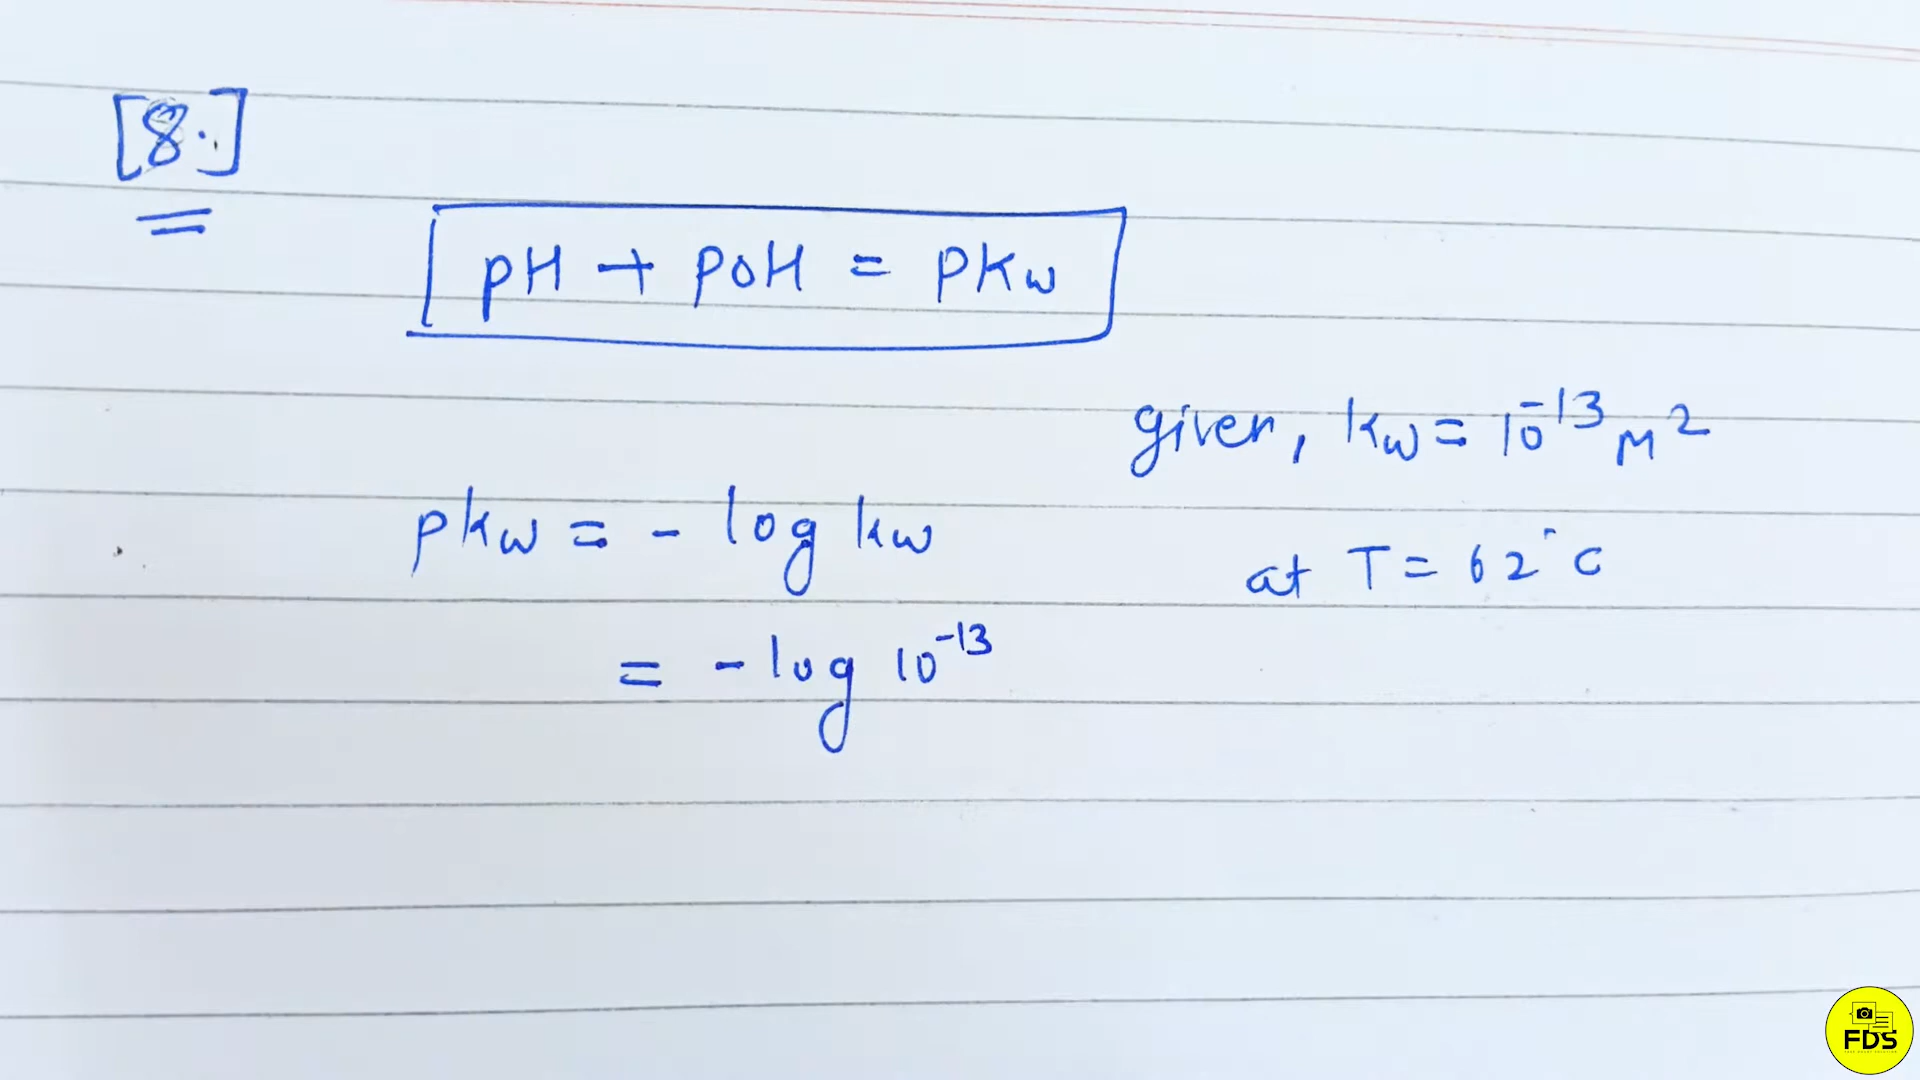 [8.]
pH + pOH = pKw
given, kw = 10⁻¹³ M²
pkw = - log kw
at T = 62°C
= - log 10⁻¹³
FDS